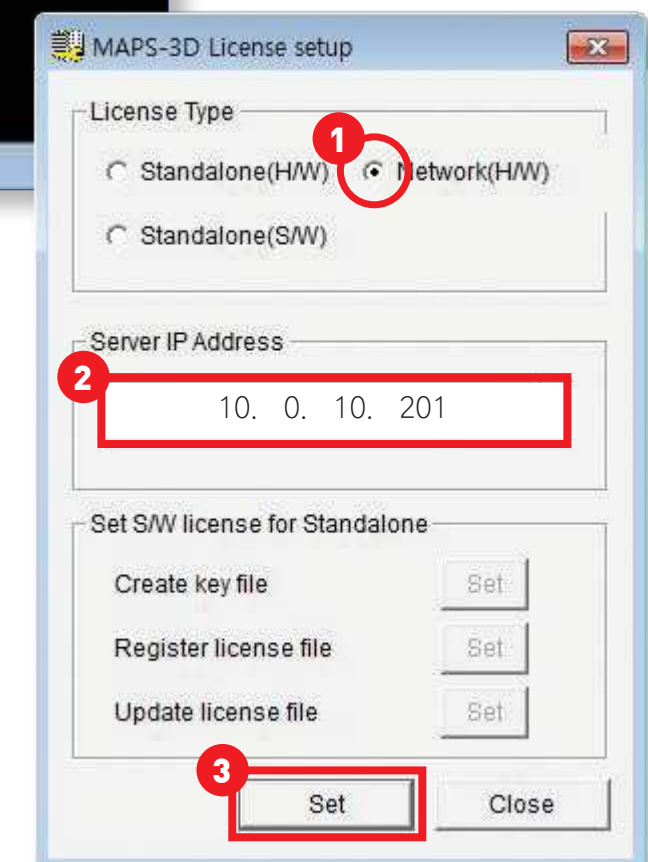 MAPS-3D License setup
License Type
1
Standalone(H/W) Network(H/W)
Standalone(S/W)
Server IP Address
2
10. 0. 10. 201
Set S/W license for Standalone
Create key file Set
Register license file Set
Update license file Set
3
Set Close